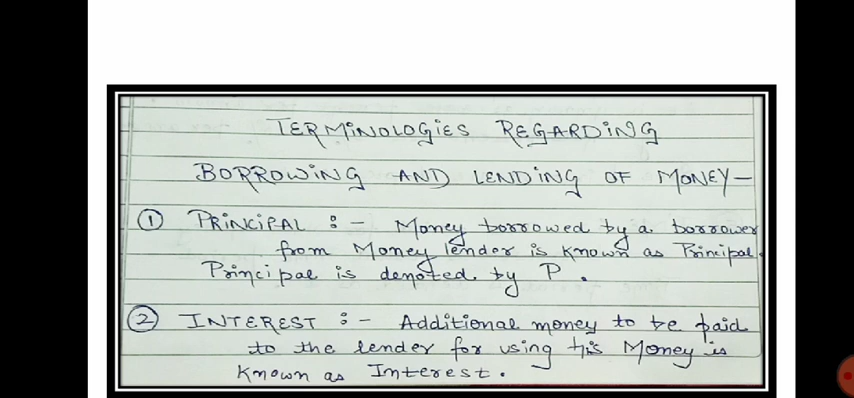 TERMINOLOGIES REGARDING
BORROWING AND LENDING OF MONEY-
① PRINCIPAL :- Money borrowed by a borrower
from Money lender is known as Principal.
Principal is denoted by P.
② INTEREST :- Additional money to be paid
to the lender for using his Money is
known as Interest.